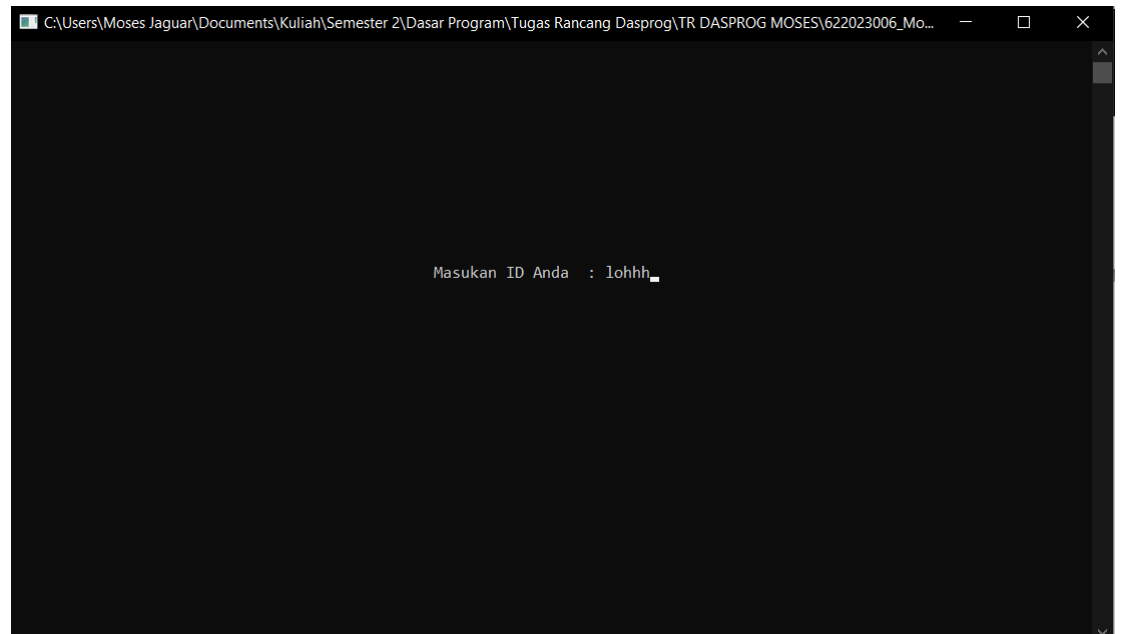 C:\Users\Moses Jaguar\Documents\Kuliah\Semester 2\Dasar Program\Tugas Rancang Dasprog\TR DASPROG MOSES\622023006_Mo...
Masukan ID Anda  : lohhh